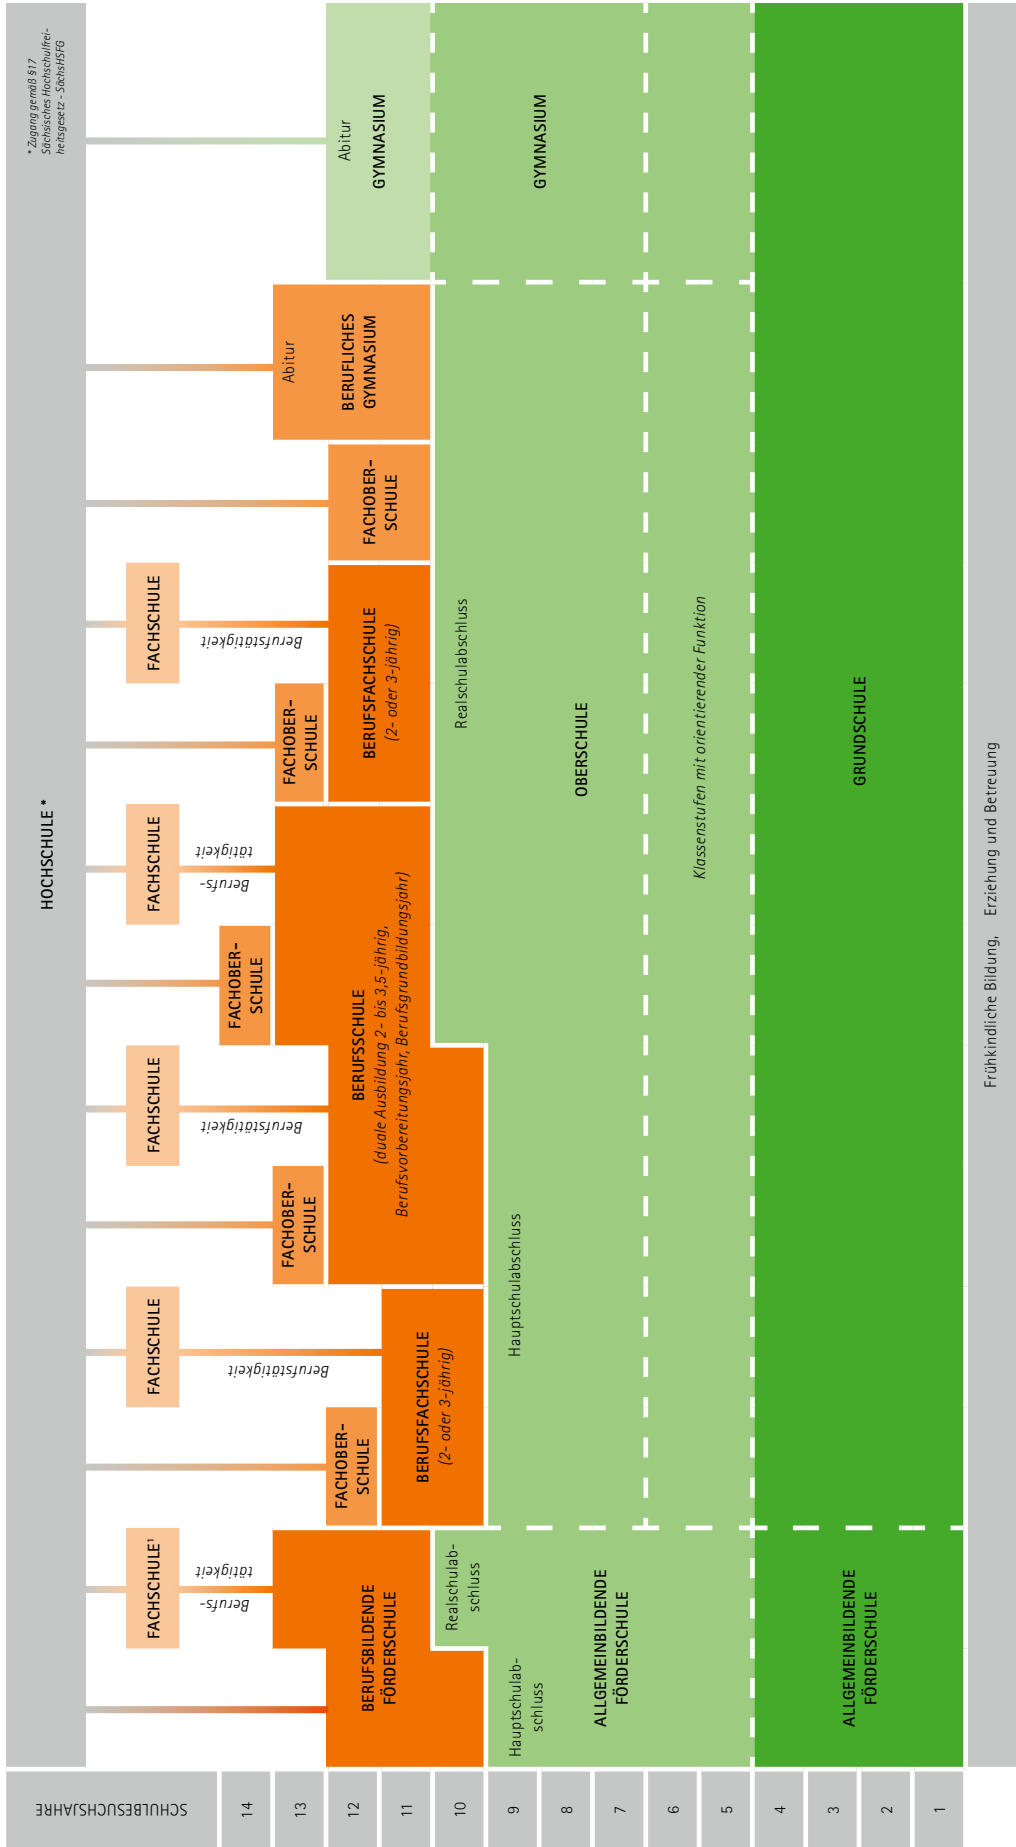 SCHULBESUCHSJAHRE
14
13
12
11
10
9
8
7
6
5
4
3
2
1
HOCHSCHULE *
* Zugang gemäß §17
Sächsisches Hochschulfrei-
heitsgesetz - SächsHSFG
FACHSCHULE¹
FACHSCHULE
FACHSCHULE
FACHSCHULE
FACHSCHULE
Berufs-
tätigkeit
Berufstätigkeit
Berufstätigkeit
Berufs-
tätigkeit
Berufstätigkeit
FACHOBER-
SCHULE
FACHOBER-
SCHULE
FACHOBER-
SCHULE
FACHOBER-
SCHULE
FACHOBER-
SCHULE
BERUFSBILDENDE
FÖRDERSCHULE
BERUFSFACHSCHULE
(2- oder 3-jährig)
BERUFSSCHULE
(duale Ausbildung 2- bis 3,5-jährig,
Berufsvorbereitungsjahr, Berufsgrundbildungsjahr)
BERUFSFACHSCHULE
(2- oder 3-jährig)
Abitur
BERUFLICHES
GYMNASIUM
Abitur
GYMNASIUM
Hauptschulab-
schluss
Realschulab-
schluss
Hauptschulabschluss
Realschulabschluss
ALLGEMEINBILDENDE
FÖRDERSCHULE
OBERSCHULE
GYMNASIUM
Klassenstufen mit orientierender Funktion
ALLGEMEINBILDENDE
FÖRDERSCHULE
GRUNDSCHULE
Frühkindliche Bildung, Erziehung und Betreuung